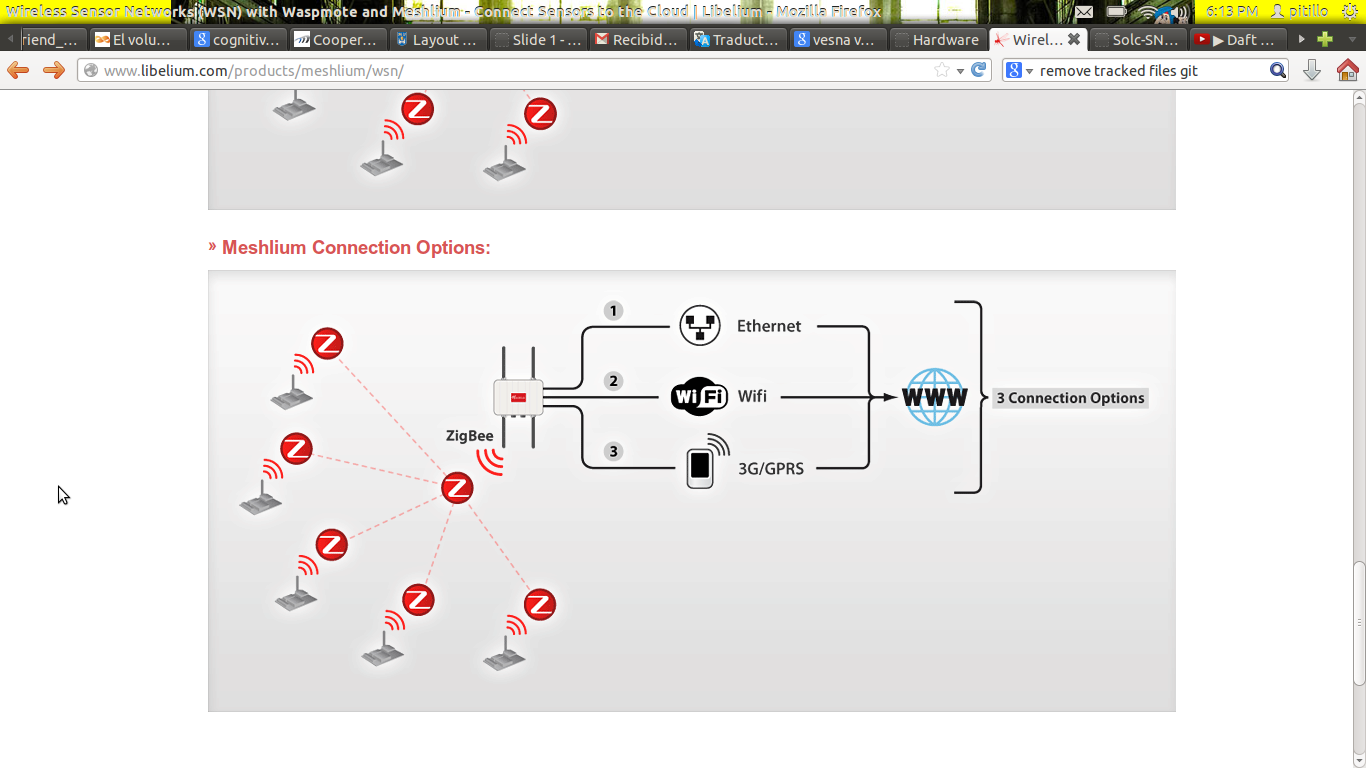 Wireless Sensor Networks (WSN) with Waspmote and Meshlium - Connect Sensors to the Cloud | Libelium - Mozilla Firefox
6:13 PM pitillo
riend_... El volu... cognitiv... Cooper... Layout ... Slide 1 - ... Recibid... Traduct... vesna v... Hardware Wirel... Solc-SN... ▶ Daft ...
www.libelium.com/products/meshlium/wsn/
remove tracked files git
Z Z
» Meshlium Connection Options:
1
Ethernet
Z
2
WiFi Wifi
WWW
3 Connection Options
ZigBee
3
3G/GPRS
Z
Z
Z
Z
Z